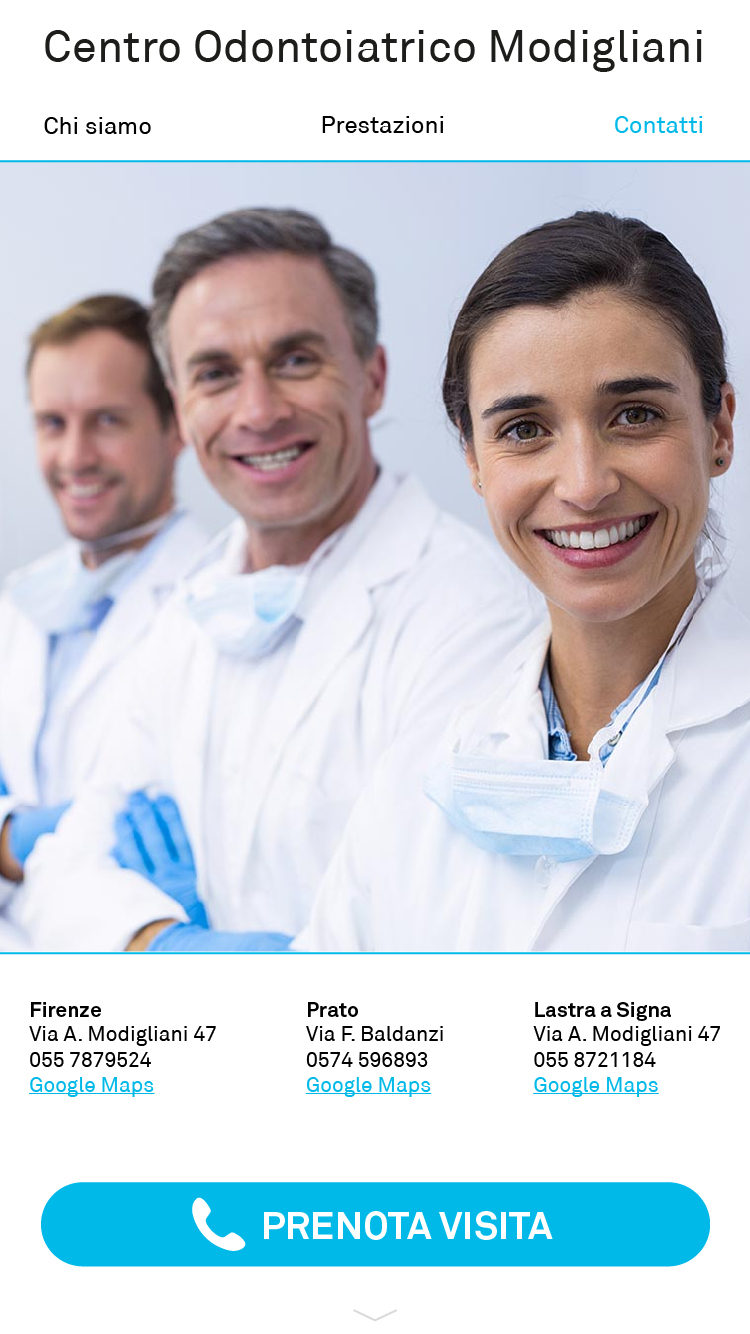 Centro Odontoiatrico Modigliani
Chi siamo
Prestazioni
Contatti
Firenze
Via A. Modigliani 47
055 7879524
Google Maps
Prato
Via F. Baldanzi
0574 596893
Google Maps
Lastra a Signa
Via A. Modigliani 47
055 8721184
Google Maps
PRENOTA VISITA